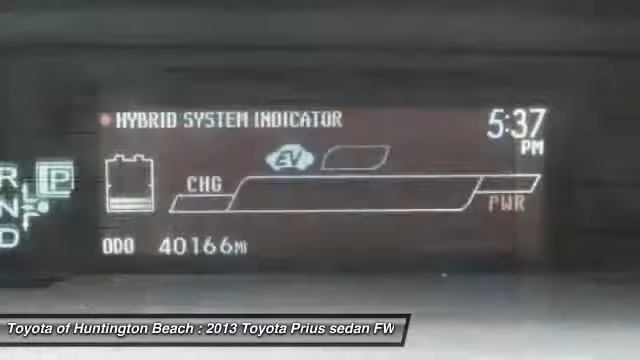 HYBRID SYSTEM INDICATOR
5:37
PM
EV
CHG
PWR
R
P
N
D
ODO 40166MI
Toyota of Huntington Beach : 2013 Toyota Prius sedan FW